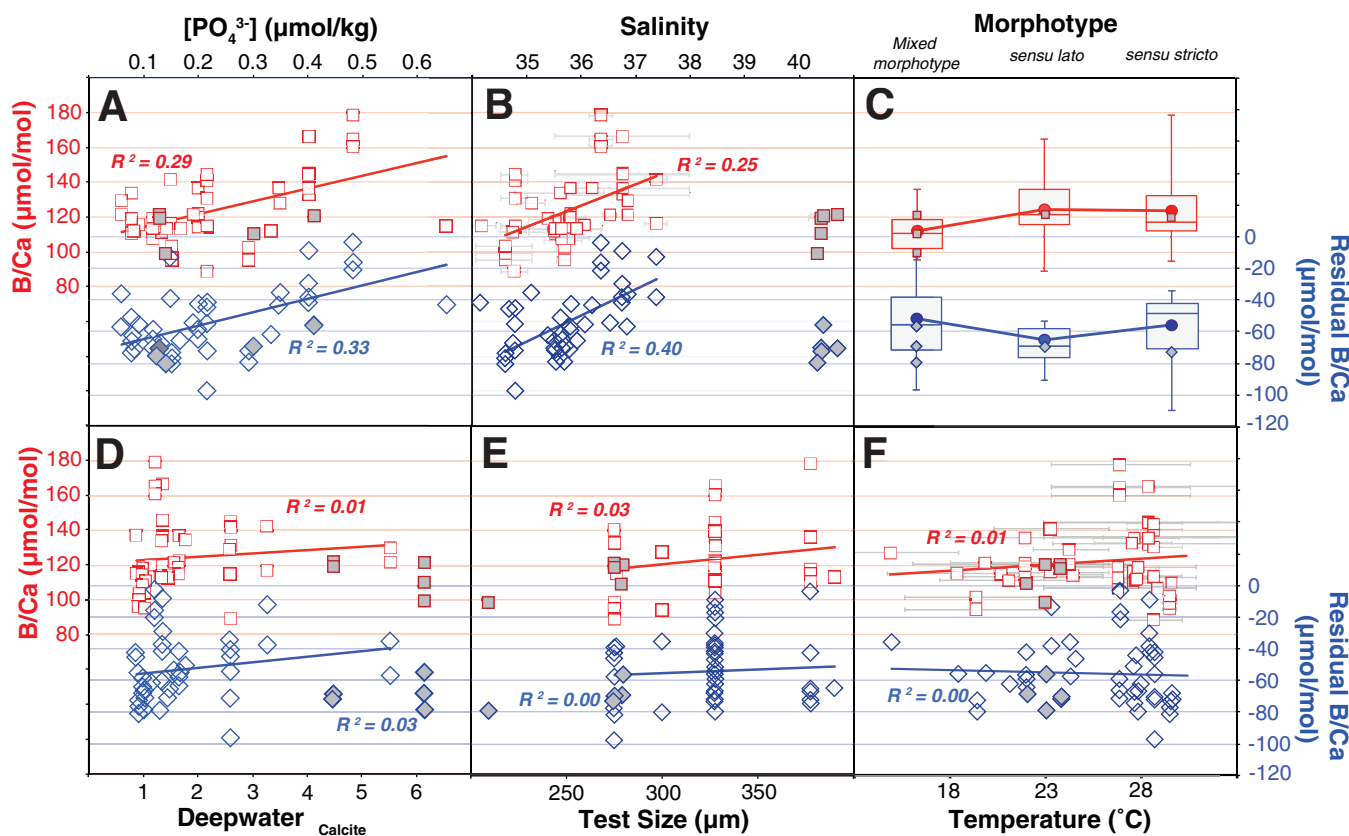 [PO₄³⁻] (µmol/kg)
Salinity
Morphotype
0.1 0.2 0.3 0.4 0.5 0.6
35 36 37 38 39 40
Mixed morphotype
sensu lato
sensu stricto
A
B
C
B/Ca (µmol/mol)
180
160
140
120
100
80
R² = 0.29
R² = 0.33
R² = 0.25
R² = 0.40
0
-20
-40
-60
-80
-100
-120
Residual B/Ca
(µmol/mol)
D
E
F
B/Ca (µmol/mol)
180
160
140
120
100
80
R² = 0.01
R² = 0.03
R² = 0.03
R² = 0.00
R² = 0.01
R² = 0.00
0
-20
-40
-60
-80
-100
-120
Residual B/Ca
(µmol/mol)
1 2 3 4 5 6
250 300 350
18 23 28
Deepwater Calcite
Test Size (µm)
Temperature (˚C)